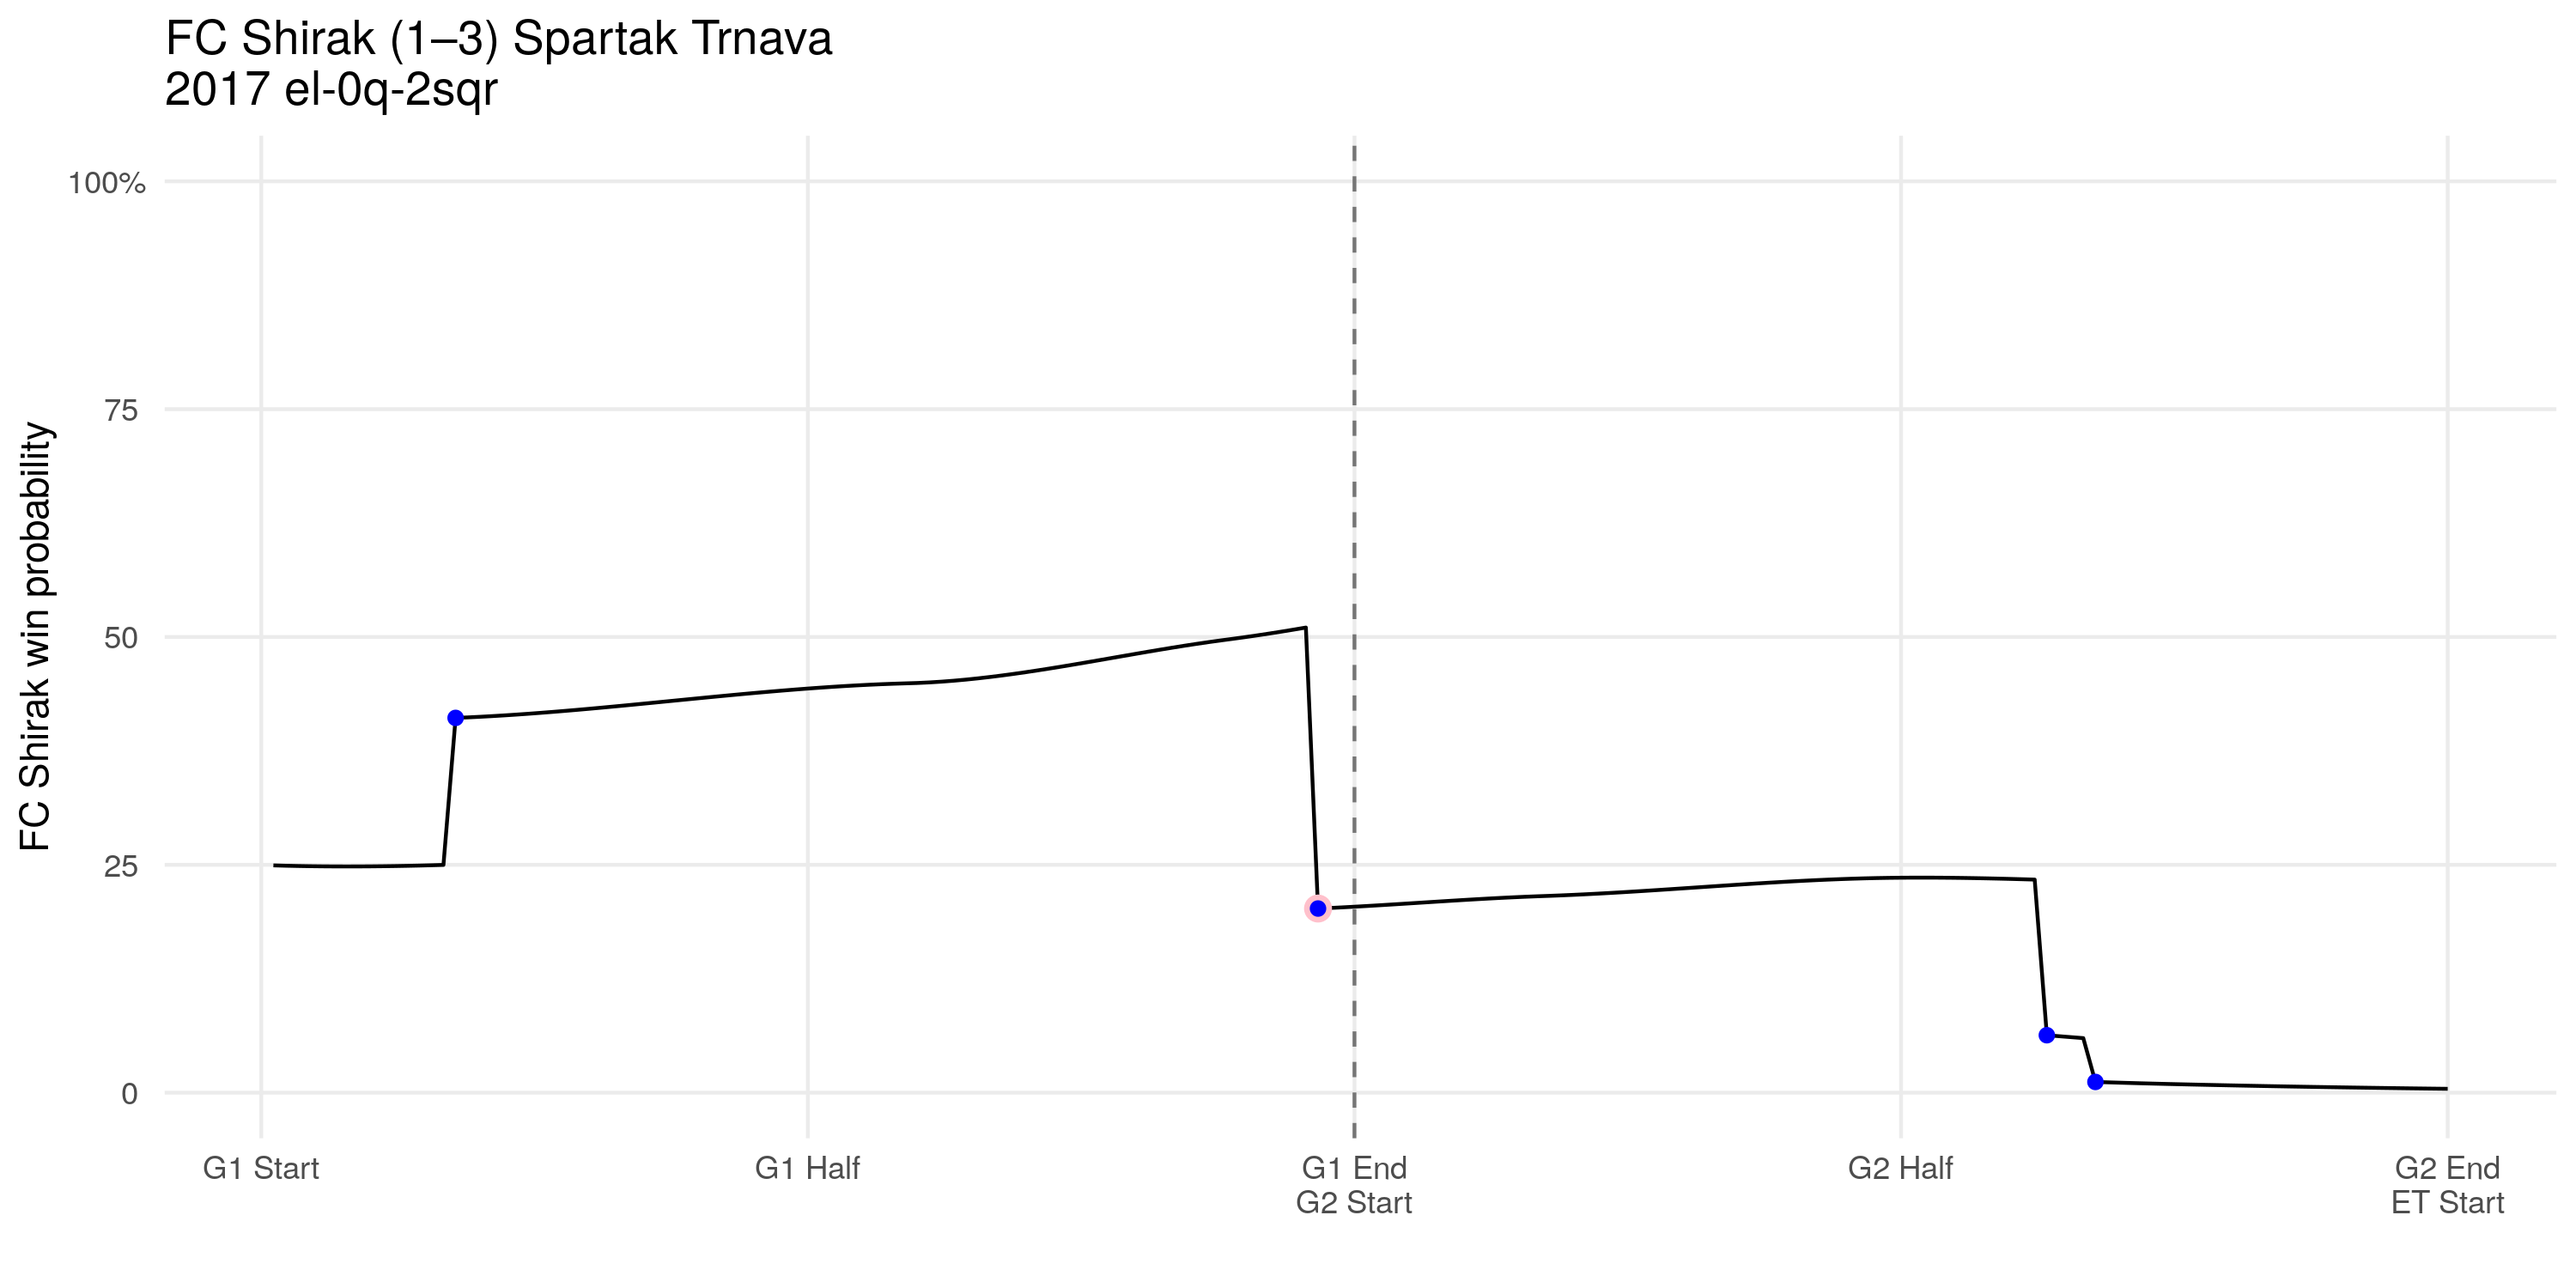 FC Shirak (1–3) Spartak Trnava
2017 el-0q-2sqr
FC Shirak win probability
100%
75
50
25
0
G1 Start
G1 Half
G1 End
G2 Start
G2 Half
G2 End
ET Start